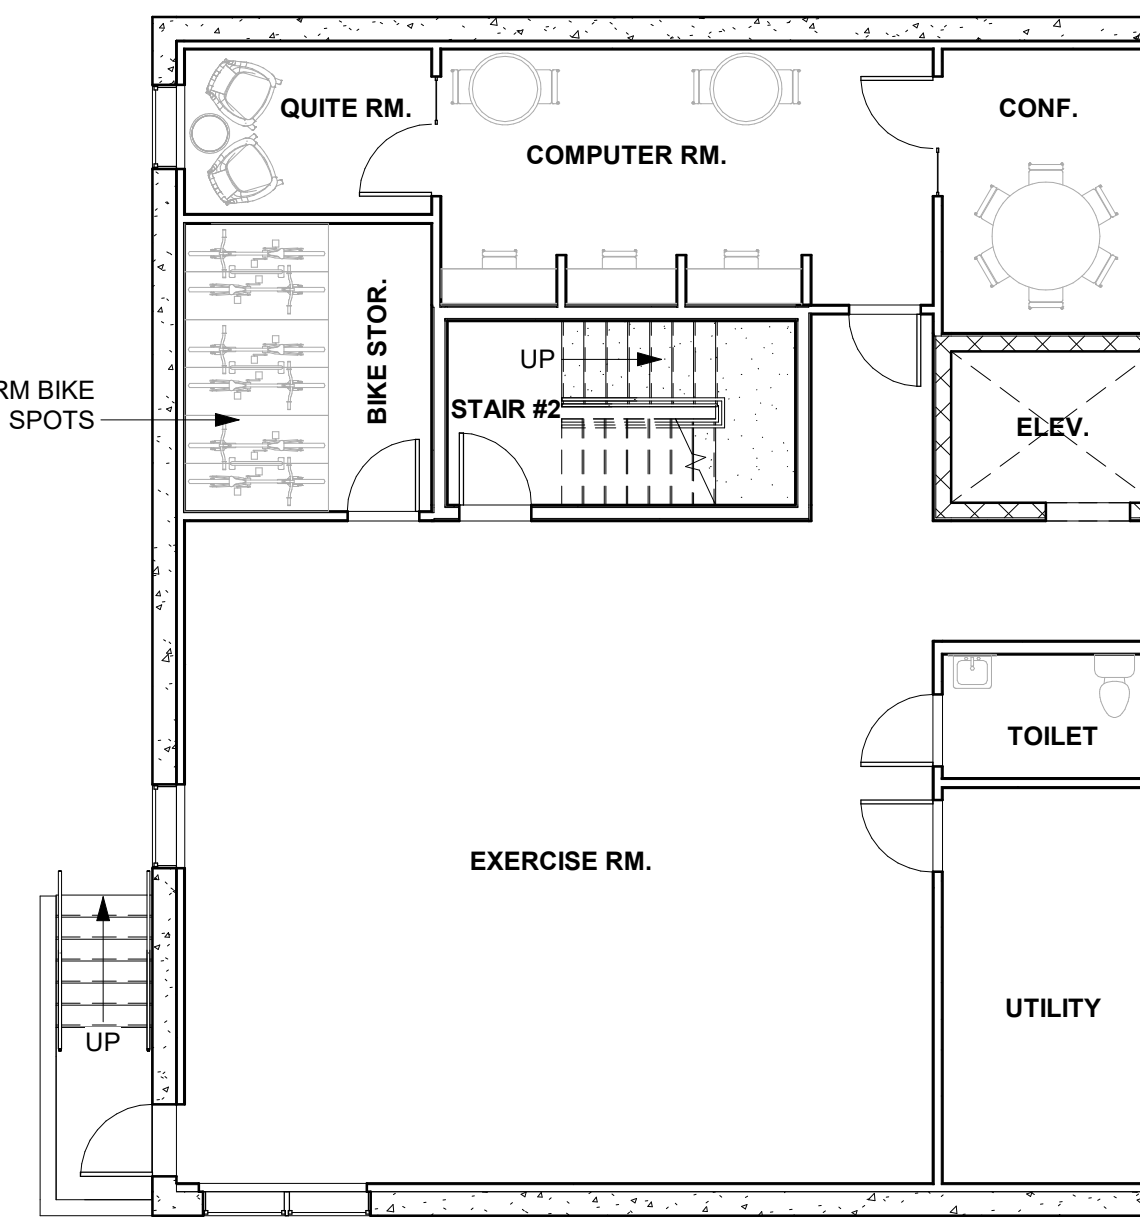 QUITE RM.
CONF.
COMPUTER RM.
BIKE STOR.
UP
RM BIKE
SPOTS
STAIR #2
ELEV.
TOILET
EXERCISE RM.
UTILITY
UP